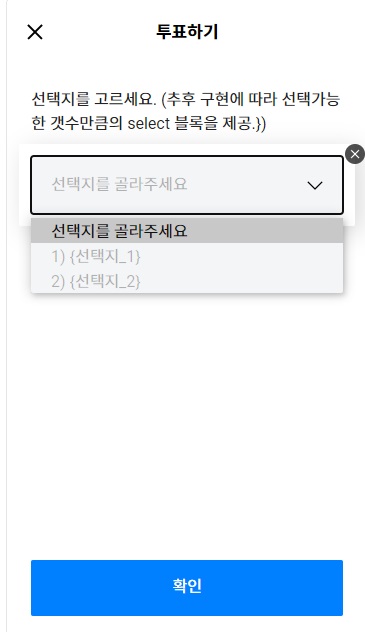 투표하기
선택지를 고르세요. (추후 구현에 따라 선택가능
한 갯수만큼의 select 블록을 제공.})
선택지를 골라주세요
선택지를 골라주세요
1) {선택지_1}
2) {선택지_2}
확인